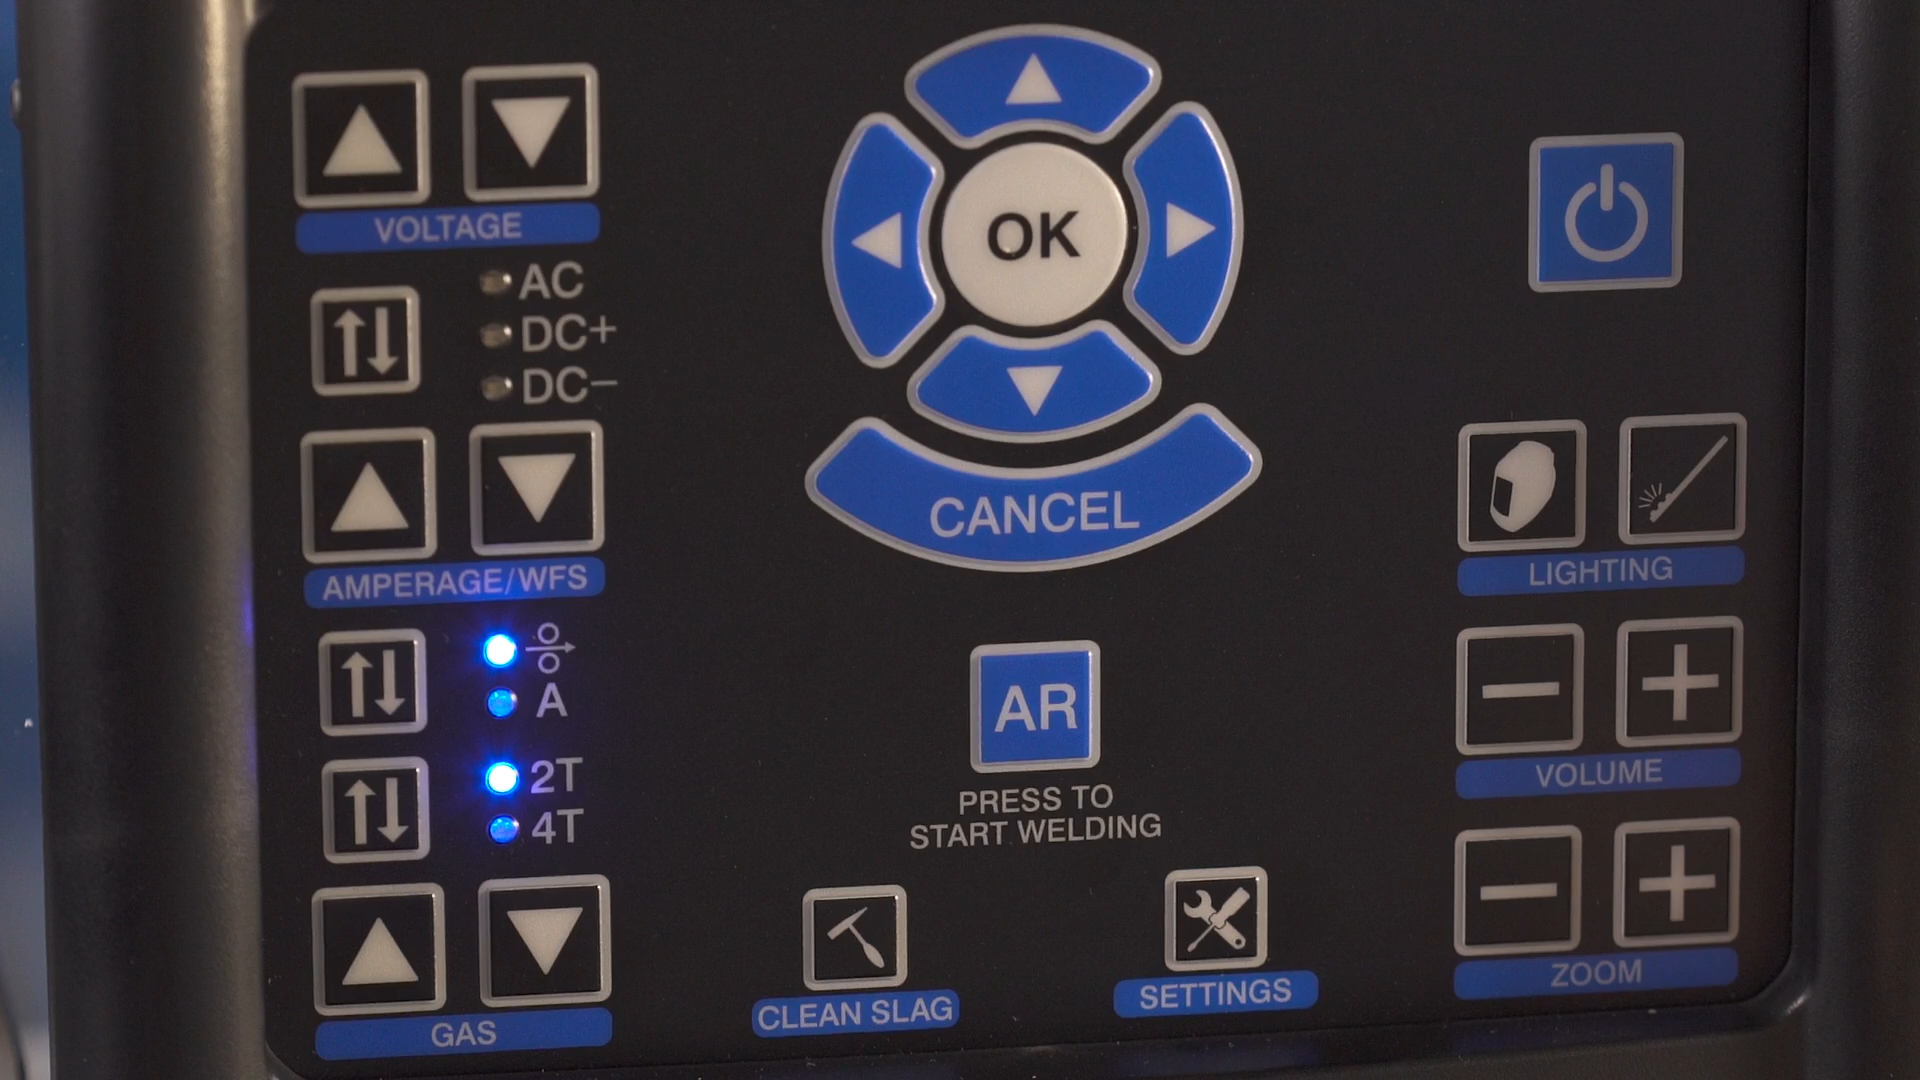 VOLTAGE
AC
DC+
DC−
AMPERAGE/WFS
A
2T
4T
GAS
OK
CANCEL
AR
PRESS TO
START WELDING
CLEAN SLAG
SETTINGS
LIGHTING
VOLUME
ZOOM